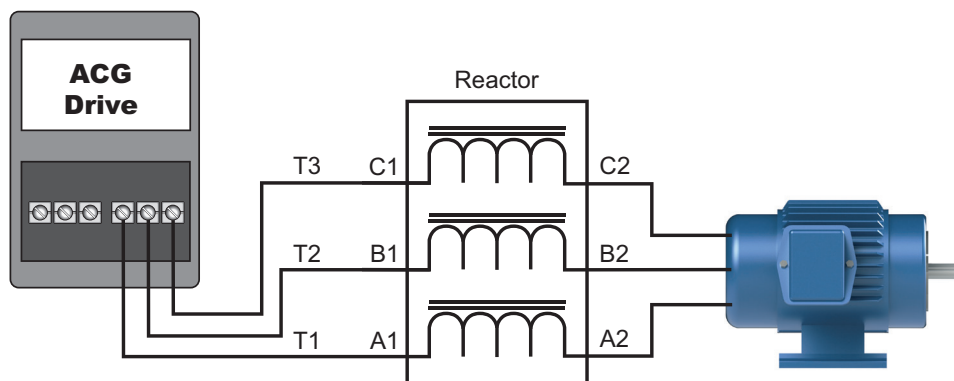 ACG
Drive
Reactor
T3 C1 C2
T2 B1 B2
T1 A1 A2